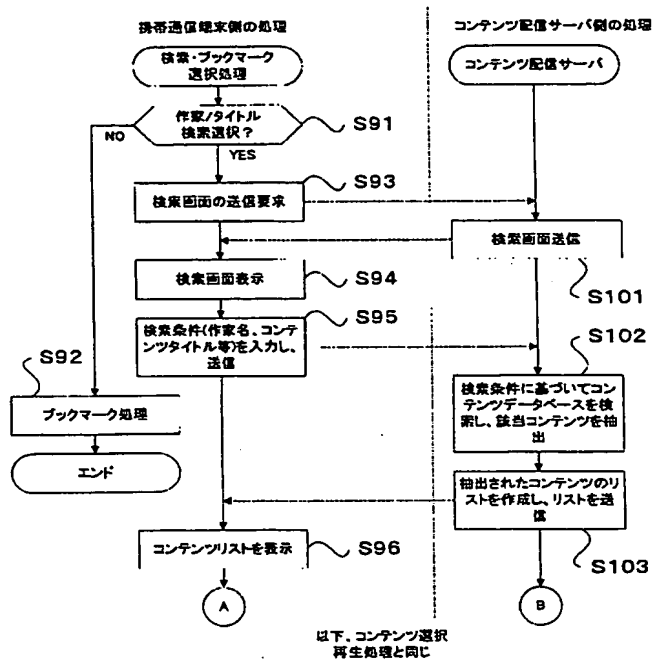 携帯通信端末側の処理
コンテンツ配信サーバ側の処理
検索・ブックマーク
選択処理
コンテンツ配信サーバ
作家/タイトル
検索選択?
S91
NO
YES
S93
検索画面の送信要求
検索画面送信
S101
検索画面表示
S94
S95
検索条件(作家名、コンテ
ンツタイトル等)を入力し、
送信
S102
検索条件に基づいてコンテ
ンツデータベースを検
索し、該当コンテンツを抽
出
S92
ブックマーク処理
エンド
抽出されたコンテンツのリ
ストを作成し、リストを送
信
S103
コンテンツリストを表示
S96
A
B
以下、コンテンツ選択
再生処理と同じ